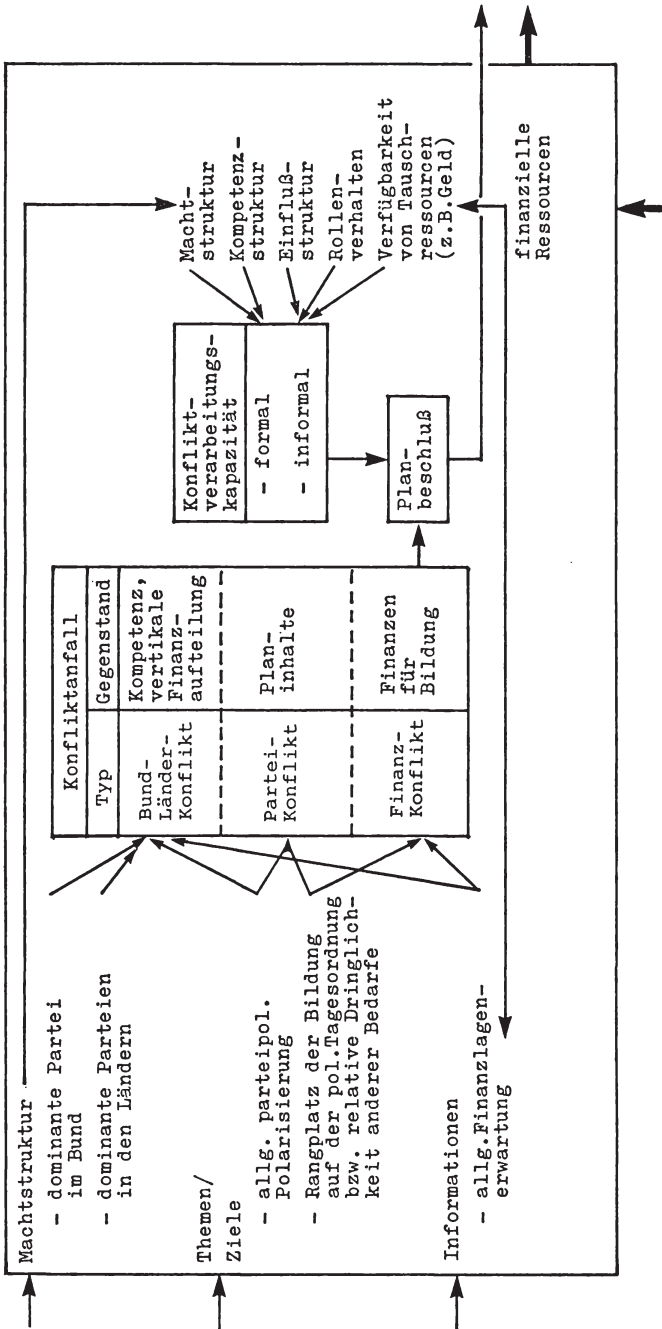 Machtstruktur
– dominante Partei
im Bund
– dominante Parteien
in den Ländern
Themen/
Ziele
– allg. parteipol.
Polarisierung
– Rangplatz der Bildung
auf der pol.Tagesordnung
bzw. relative Dringlich-
keit anderer Bedarfe
Informationen
– allg.Finanzlagen-
erwartung
Konfliktanfall
Typ
Gegenstand
Bund-
Länder-
Konflikt
Kompetenz,
vertikale
Finanz-
aufteilung
Partei-
Konflikt
Plan-
inhalte
Finanz-
Konflikt
Finanzen
für
Bildung
Konflikt-
verarbeitungs-
kapazität
– formal
– informal
Plan-
beschluß
Macht-
struktur
Kompetenz-
struktur
Einfluß-
struktur
Rollen-
verhalten
Verfügbarkeit
von Tausch-
ressourcen
(z.B.Geld)
finanzielle
Ressourcen